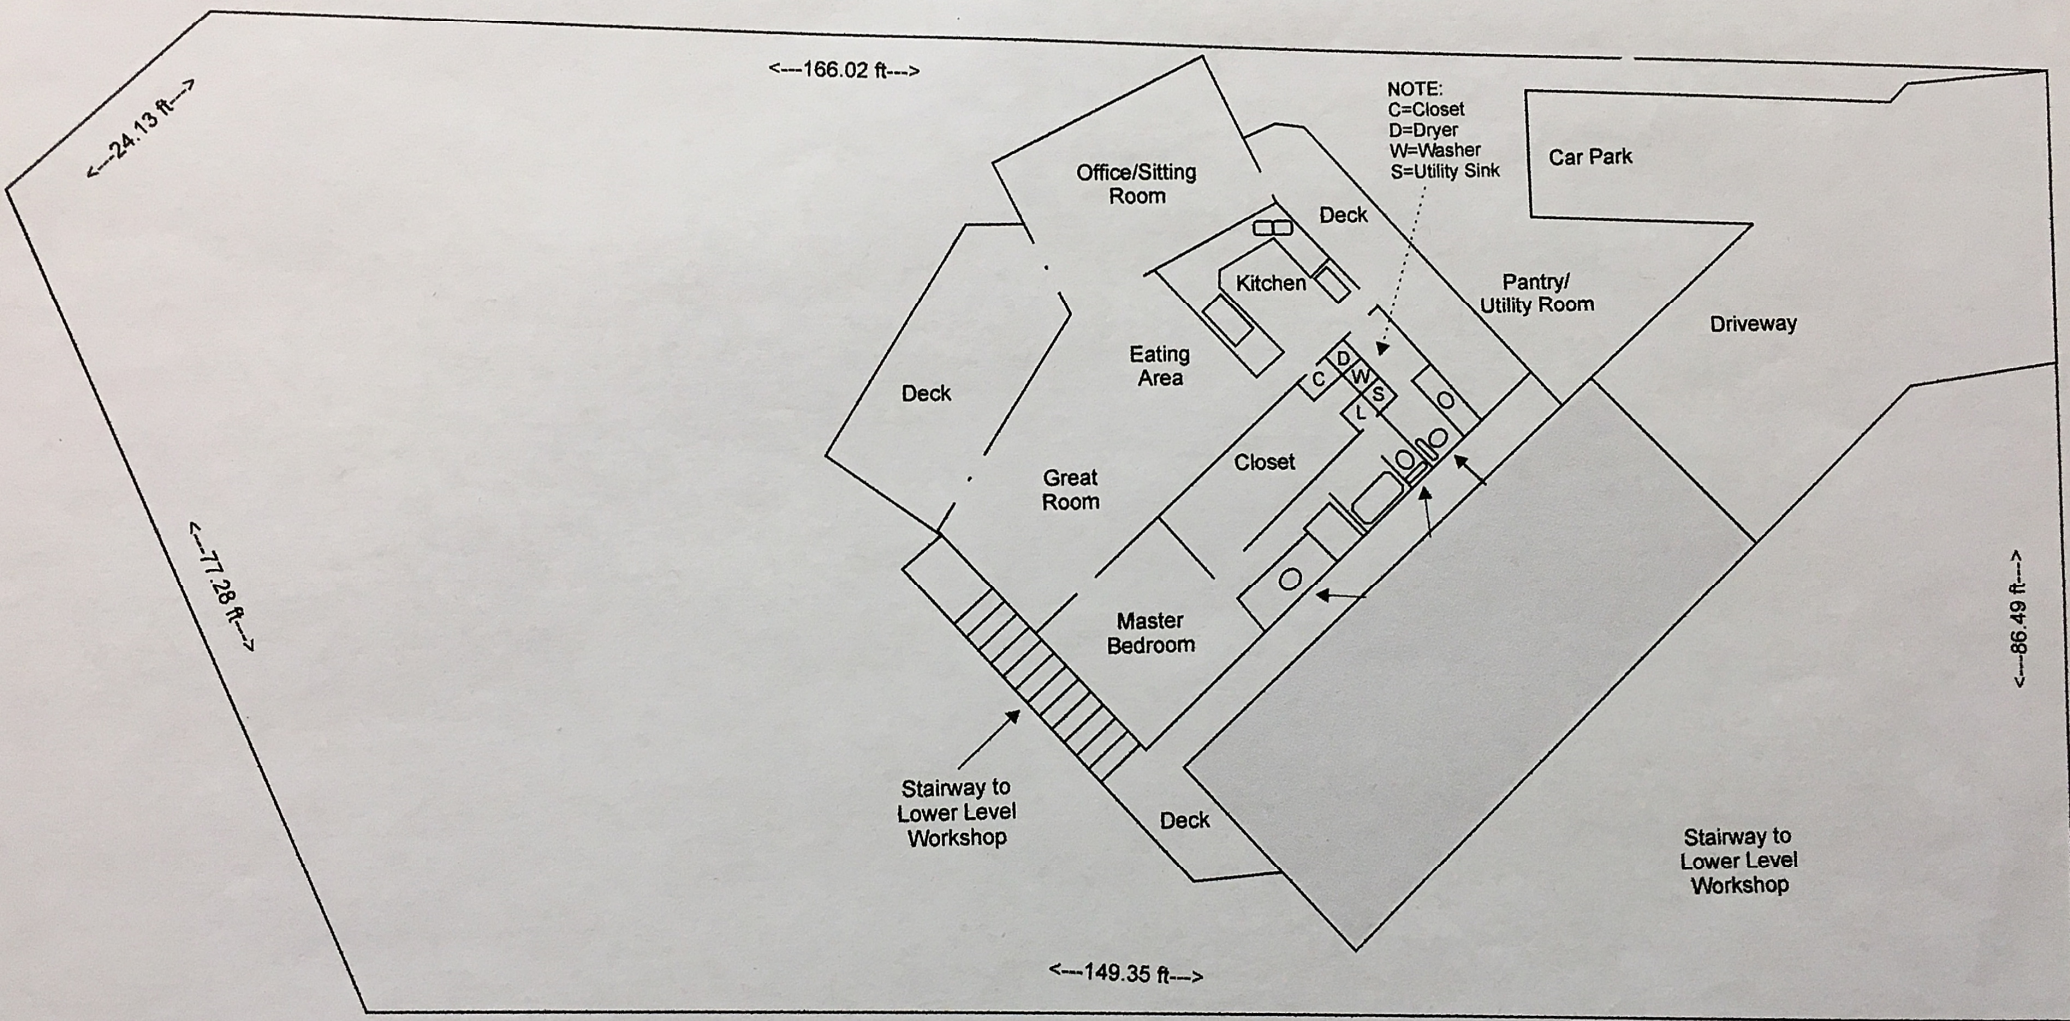 <---166.02 ft--->
<---24.13 ft--->
NOTE:
C=Closet
D=Dryer
W=Washer
S=Utility Sink
Car Park
Office/Sitting
Room
Deck
Kitchen
Pantry/
Utility Room
Driveway
Eating
Area
D
C
W
S
L
Deck
Closet
Great
Room
<---77.28 ft--->
Master
Bedroom
<---86.49 ft--->
Stairway to
Lower Level
Workshop
Deck
Stairway to
Lower Level
Workshop
<---149.35 ft--->